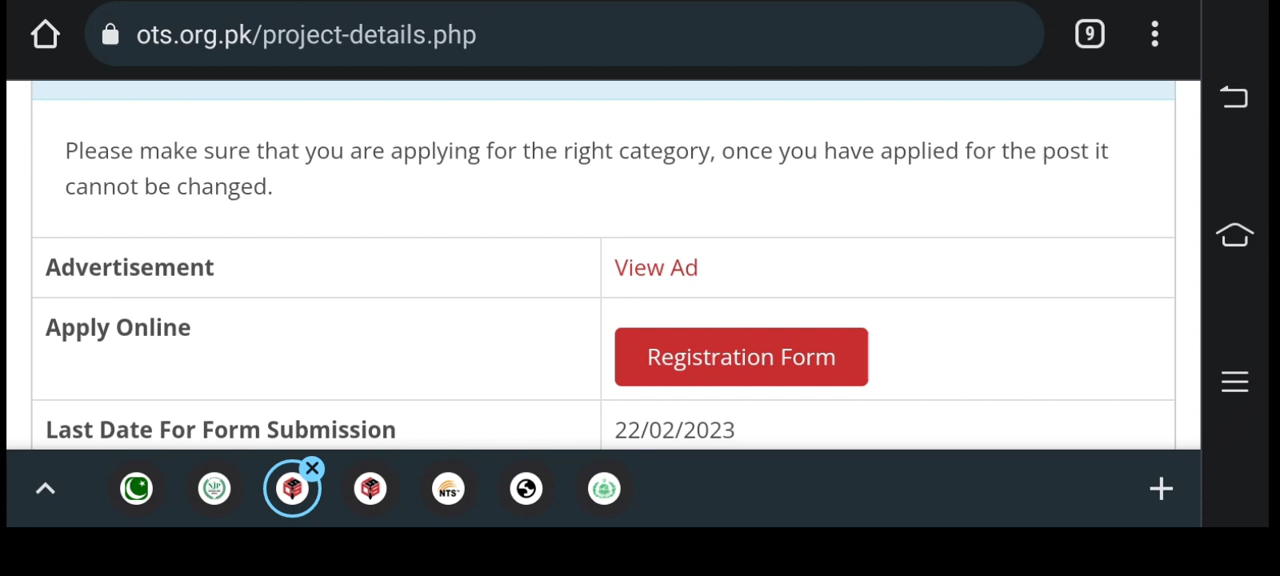 ots.org.pk/project-details.php
9
Please make sure that you are applying for the right category, once you have applied for the post it
cannot be changed.
Advertisement
View Ad
Apply Online
Registration Form
Last Date For Form Submission
22/02/2023
NJP
NTS